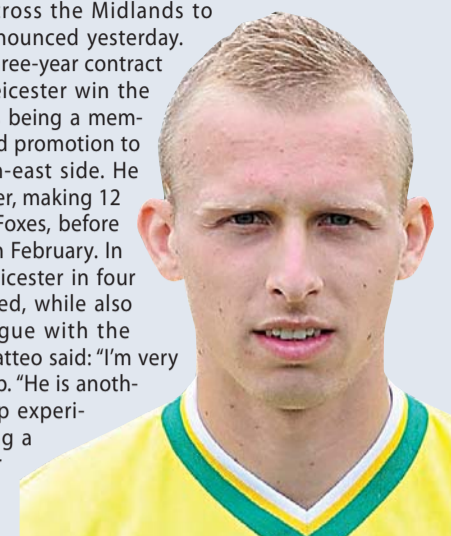 ross the Midlands to
nounced yesterday.
ree-year contract
eicester win the
being a mem-
d promotion to
-east side. He
er, making 12
Foxes, before
February. In
icester in four
ed, while also
gue with the
atteo said: "I'm very
p. "He is anoth-
p experi-
g a